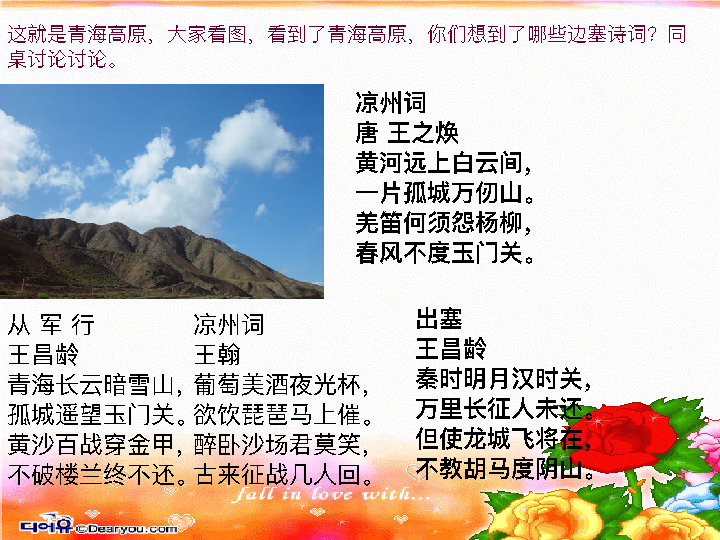 这就是青海高原，大家看图，看到了青海高原，你们想到了哪些边塞诗词？同
桌讨论讨论。
凉州词
唐 王之焕
黄河远上白云间，
一片孤城万仞山。
羌笛何须怨杨柳，
春风不度玉门关。
从 军 行
王昌龄
青海长云暗雪山，
孤城遥望玉门关。
黄沙百战穿金甲，
不破楼兰终不还。
凉州词
王翰
葡萄美酒夜光杯，
欲饮琵琶马上催。
醉卧沙场君莫笑，
古来征战几人回。
出塞
王昌龄
秦时明月汉时关，
万里长征人未还。
但使龙城飞将在，
不教胡马度阴山。
fall in love with...
디어유 ©Dearyou.com